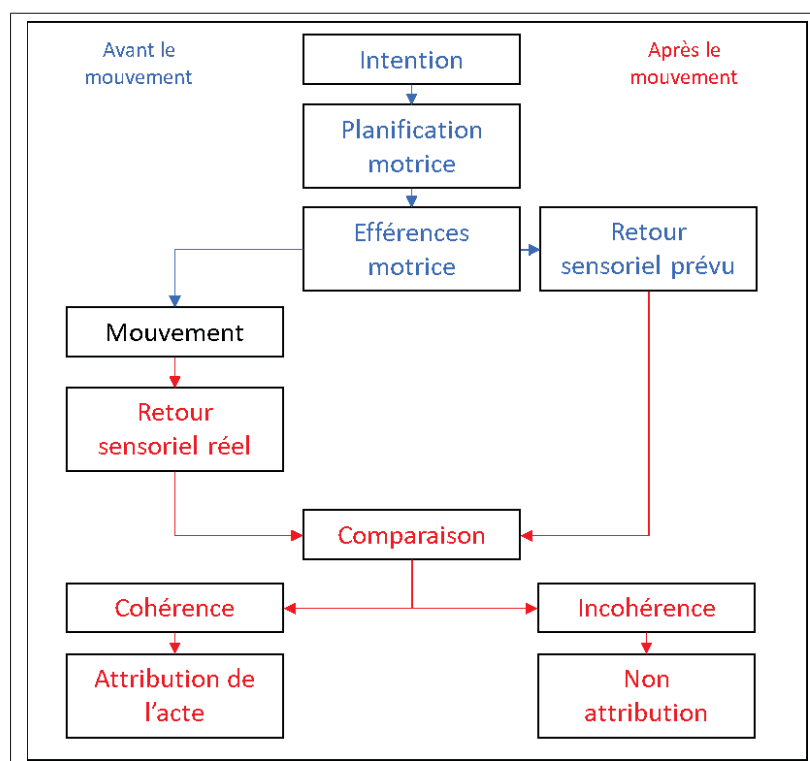 Avant le
mouvement
Intention
Après le
mouvement
Planification
motrice
Efférences
motrice
Retour
sensoriel prévu
Mouvement
Retour
sensoriel réel
Comparaison
Cohérence
Incohérence
Attribution de
l'acte
Non
attribution